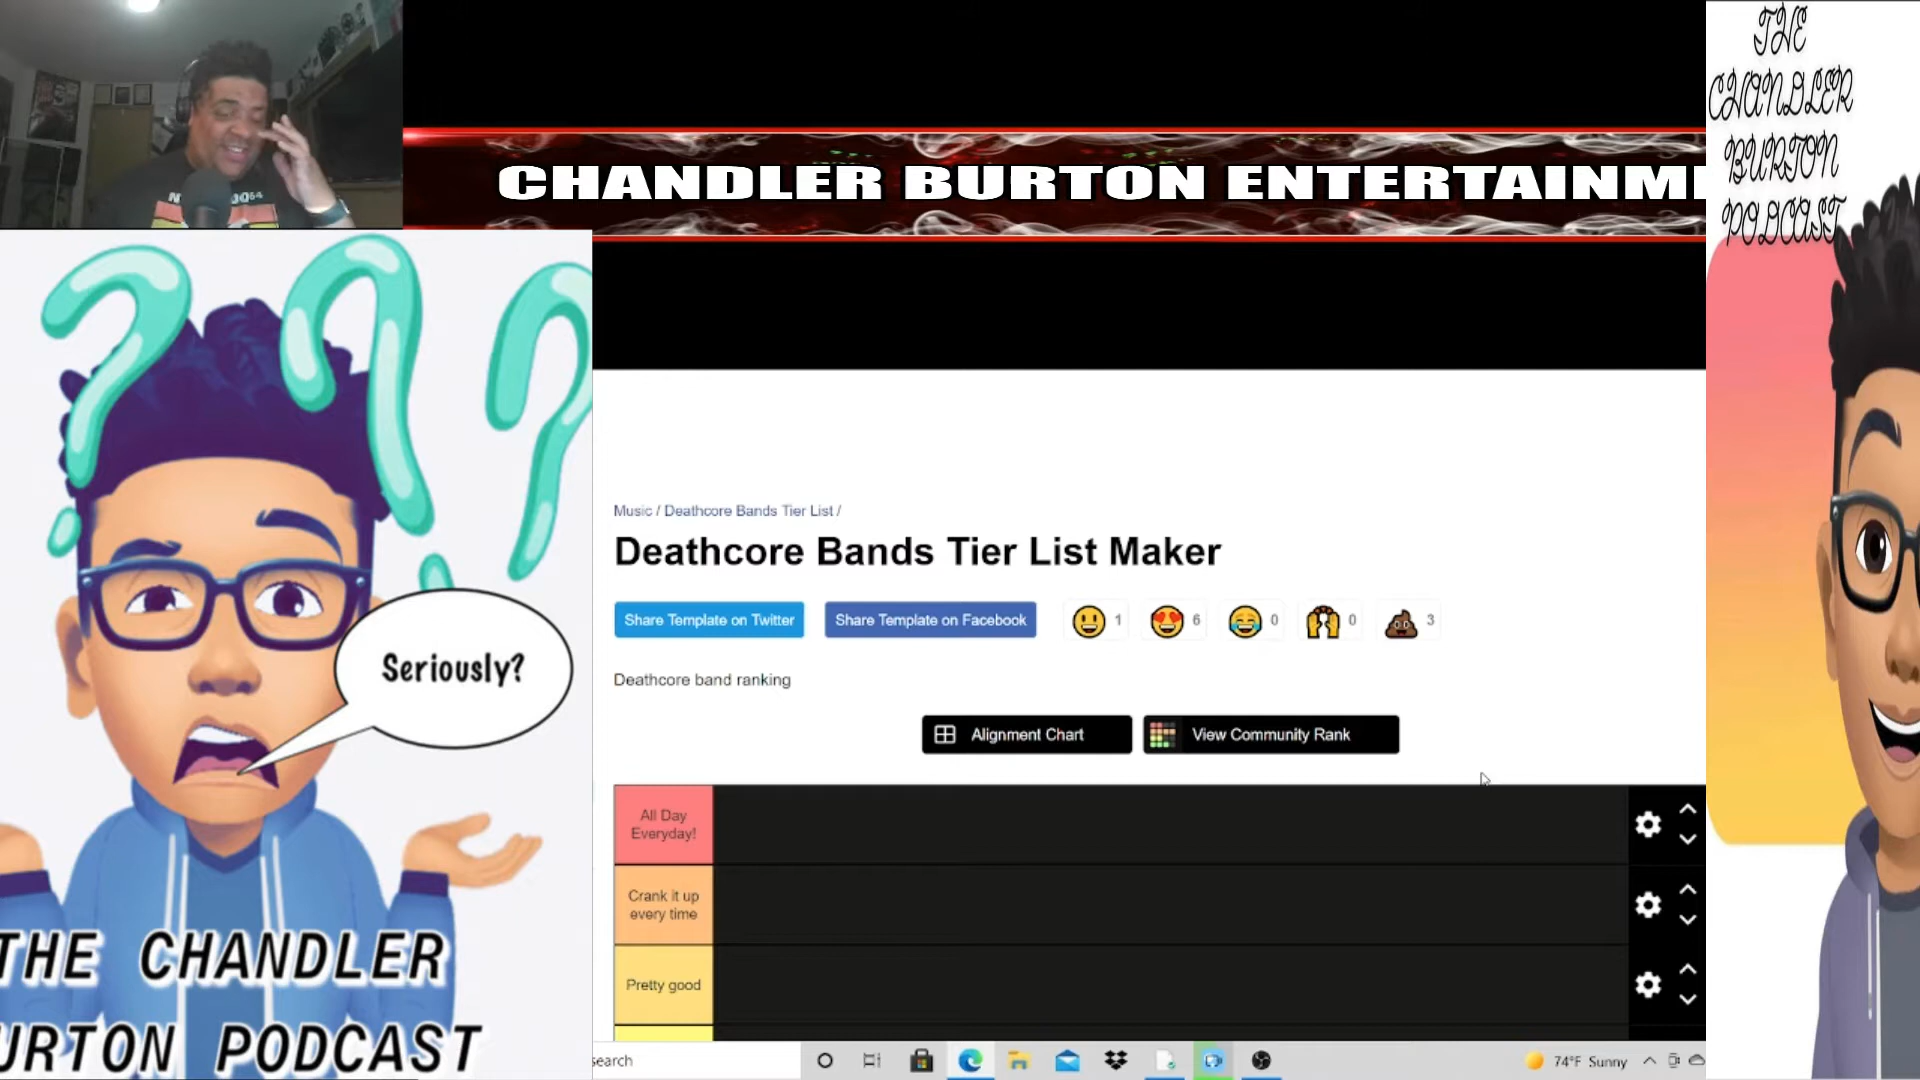 CHANDLER BURTON ENTERTAINM
THE
CHANDLER
BURTON
PODCAST
Seriously?
THE CHANDLER
URTON PODCAST
Music / Deathcore Bands Tier List /
Deathcore Bands Tier List Maker
Share Template on Twitter
Share Template on Facebook
1
6
0
0
3
Deathcore band ranking
Alignment Chart
View Community Rank
All Day
Everyday!
Crank it up
every time
Pretty good
search
74°F Sunny